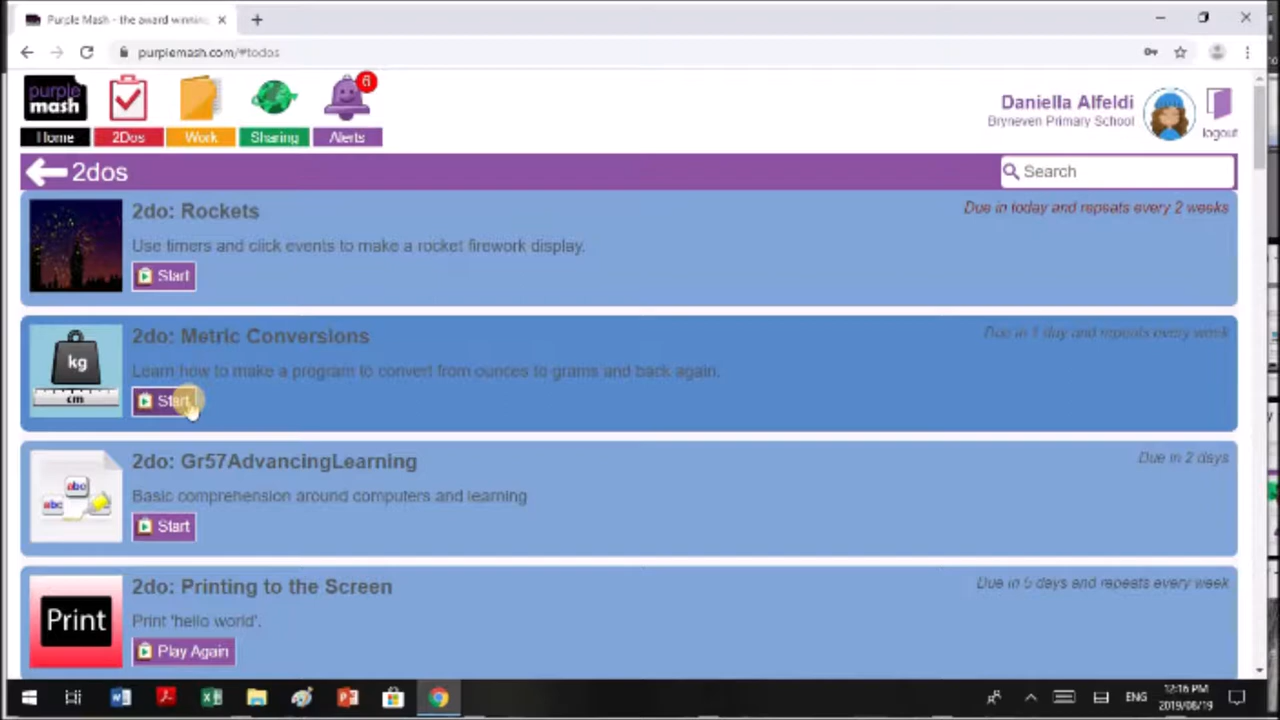 Purple Mash - the award winning
purplemash.com/#todos
purple
mash
6
Home
2Dos
Work
Sharing
Alerts
Daniella Alfeldi
Bryneven Primary School
logout
2dos
Search
2do: Rockets
Due in today and repeats every 2 weeks
Use timers and click events to make a rocket firework display.
Start
kg
cm
2do: Metric Conversions
Due in 1 day and repeats every week
Learn how to make a program to convert from ounces to grams and back again.
Start
abc
abc
2do: Gr57AdvancingLearning
Due in 2 days
Basic comprehension around computers and learning
Start
Print
2do: Printing to the Screen
Due in 5 days and repeats every week
Print 'hello world'.
Play Again
ENG
12:16 PM
2019/08/19